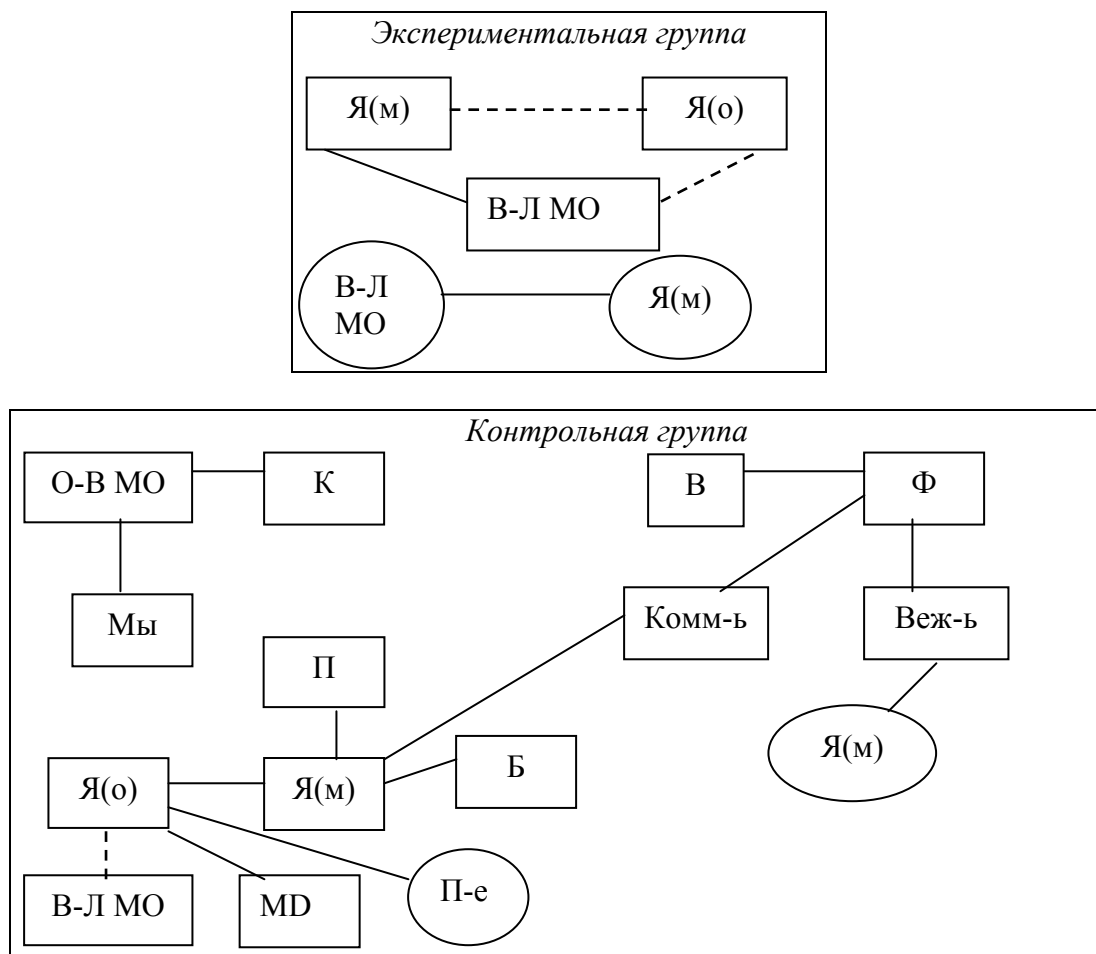 Экспериментальная группа
Я(м)
Я(о)
В-Л МО
В-Л
МО
Я(м)
Контрольная группа
О-В МО
К
В
Ф
Мы
Комм-ь
Веж-ь
П
Я(м)
Я(о)
Я(м)
Б
В-Л МО
MD
П-е